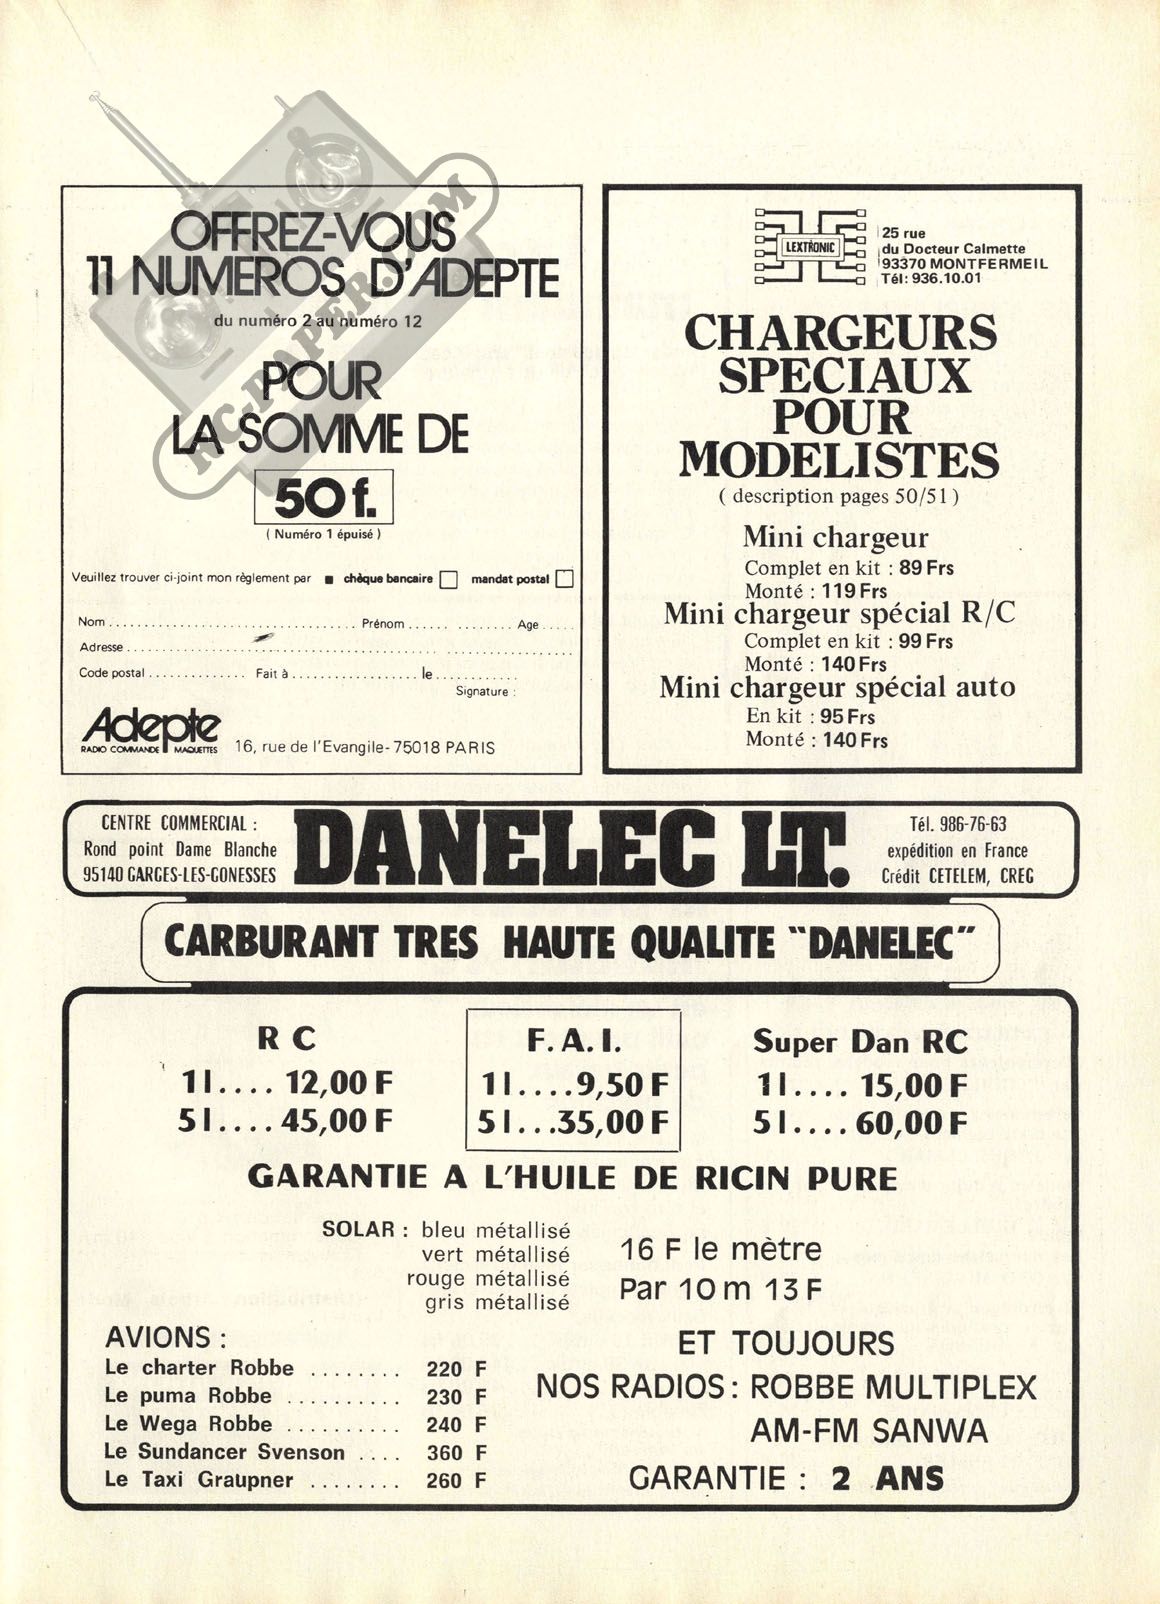 OFFREZ-VOUS
11 NUMEROS D'ADEPTE
du numéro 2 au numéro 12
POUR
LA SOMME DE
50 f.
( Numéro 1 épuisé )
Veuillez trouver ci-joint mon règlement par ■ chèque bancaire □ mandat postal □
Nom ........ Prénom ........ Age .....
Adresse ........
Code postal ........ Fait à ........ le ........
Signature :
Adepte
RADIO COMMANDE MAQUETTES
16, rue de l'Evangile-75018 PARIS
RC-PAPER.COM
LEXTRONIC
25 rue
du Docteur Calmette
93370 MONTFERMEIL
Tél: 936.10.01
CHARGEURS
SPECIAUX
POUR
MODELISTES
( description pages 50/51 )
Mini chargeur
Complet en kit : 89 Frs
Monté : 119 Frs
Mini chargeur spécial R/C
Complet en kit : 99 Frs
Monté : 140 Frs
Mini chargeur spécial auto
En kit : 95 Frs
Monté : 140 Frs
CENTRE COMMERCIAL :
Rond point Dame Blanche
95140 GARGES-LES-GONESSES
DANELEC LT.
Tél. 986-76-63
expédition en France
Crédit CETELEM, CREG
CARBURANT TRES HAUTE QUALITE "DANELEC"
R C
1 l .... 12,00 F
5 l .... 45,00 F
F. A. I.
1 l .... 9,50 F
5 l ... 35,00 F
Super Dan RC
1 l .... 15,00 F
5 l .... 60,00 F
GARANTIE A L'HUILE DE RICIN PURE
SOLAR : bleu métallisé
vert métallisé
rouge métallisé
gris métallisé
16 F le mètre
Par 10 m 13 F
AVIONS :
Le charter Robbe ........ 220 F
Le puma Robbe .......... 230 F
Le Wega Robbe .......... 240 F
Le Sundancer Svenson .... 360 F
Le Taxi Graupner ........ 260 F
ET TOUJOURS
NOS RADIOS : ROBBE MULTIPLEX
AM-FM SANWA
GARANTIE : 2 ANS